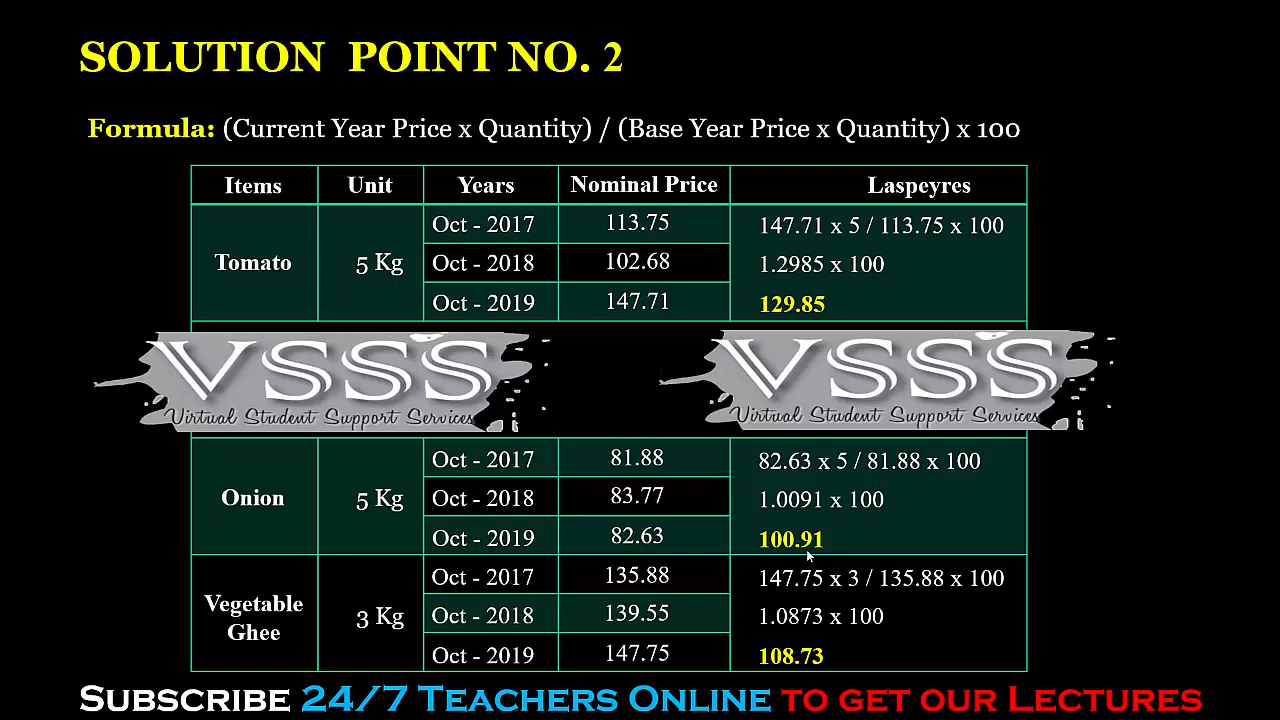 SOLUTION POINT NO. 2
Formula: (Current Year Price x Quantity) / (Base Year Price x Quantity) x 100
Items Unit Years Nominal Price Laspeyres
Tomato 5 Kg
Oct - 2017 113.75 147.71 x 5 / 113.75 x 100
Oct - 2018 102.68 1.2985 x 100
Oct - 2019 147.71 129.85
VSSS VSSS
Virtual Student Support Services Virtual Student Support Services
Onion 5 Kg
Oct - 2017 81.88 82.63 x 5 / 81.88 x 100
Oct - 2018 83.77 1.0091 x 100
Oct - 2019 82.63 100.91
Vegetable Ghee 3 Kg
Oct - 2017 135.88 147.75 x 3 / 135.88 x 100
Oct - 2018 139.55 1.0873 x 100
Oct - 2019 147.75 108.73
Subscribe 24/7 Teachers Online to get our Lectures